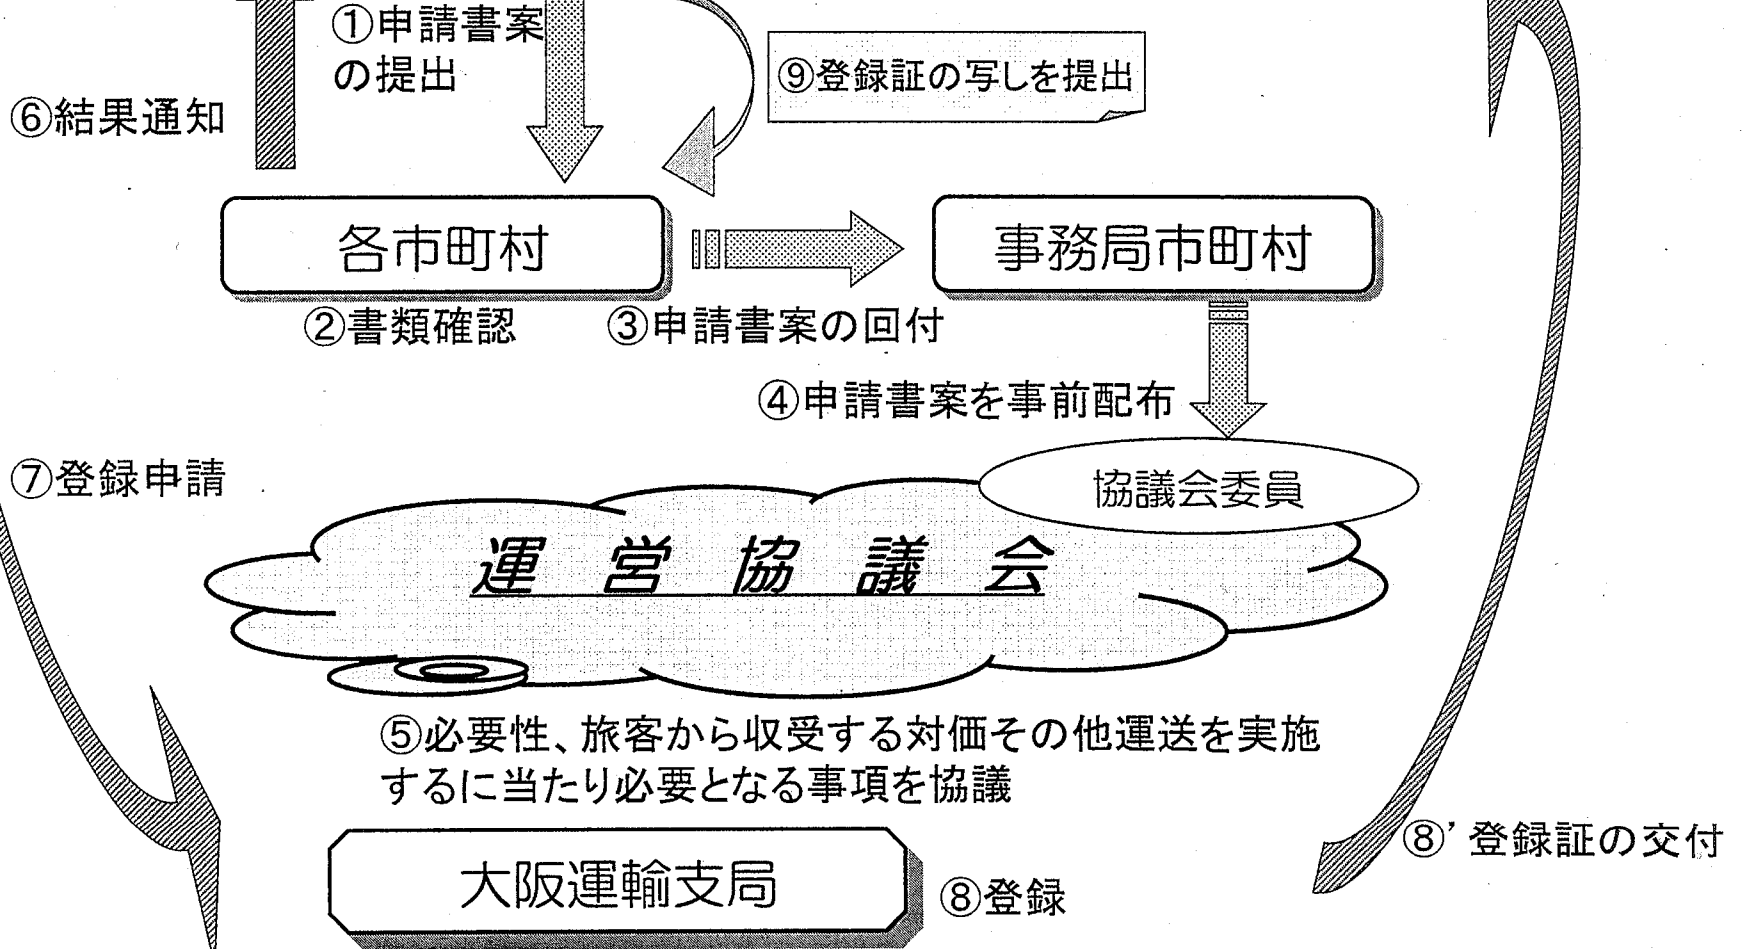 ①申請書案
の提出
⑨登録証の写しを提出
⑥結果通知
各市町村
事務局市町村
②書類確認
③申請書案の回付
④申請書案を事前配布
⑦登録申請
協議会委員
運営協議会
⑤必要性、旅客から収受する対価その他運送を実施
するに当たり必要となる事項を協議
⑧’登録証の交付
大阪運輸支局
⑧登録